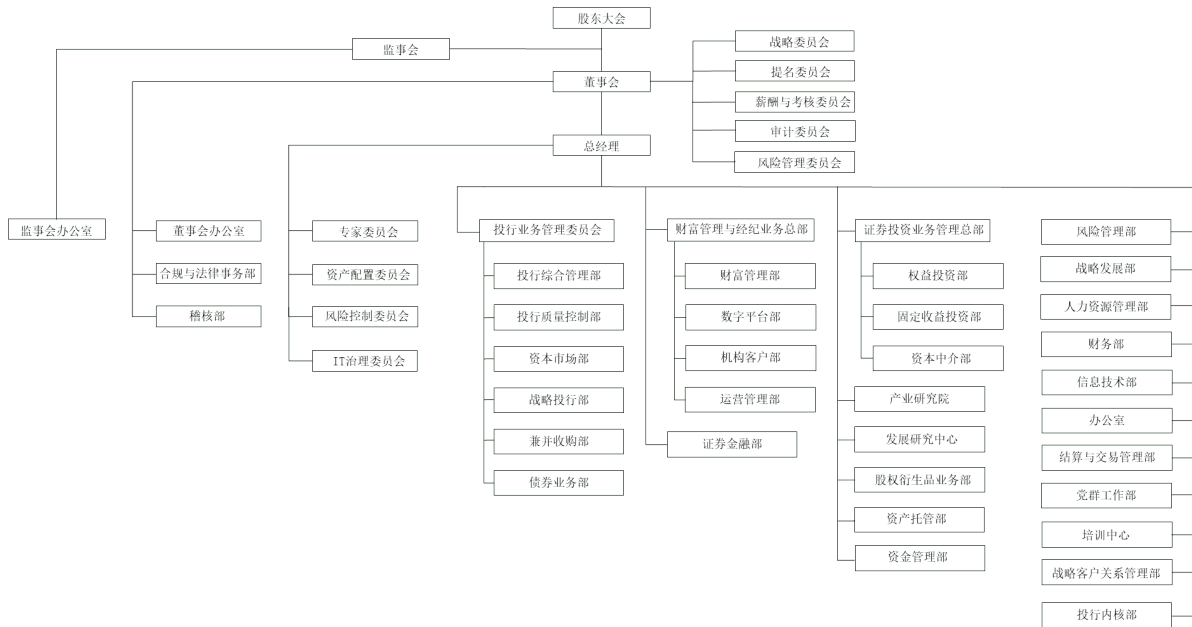 股东大会
监事会
董事会
战略委员会
提名委员会
薪酬与考核委员会
审计委员会
风险管理委员会
总经理
监事会办公室
董事会办公室
合规与法律事务部
稽核部
专家委员会
资产配置委员会
风险控制委员会
IT治理委员会
投行业务管理委员会
投行综合管理部
投行质量控制部
资本市场部
战略投行部
兼并收购部
债券业务部
财富管理与经纪业务总部
财富管理部
数字平台部
机构客户部
运营管理部
证券金融部
证券投资业务管理总部
权益投资部
固定收益投资部
资本中介部
产业研究院
发展研究中心
股权衍生品业务部
资产托管部
资金管理部
风险管理部
战略发展部
人力资源管理部
财务部
信息技术部
办公室
结算与交易管理部
党群工作部
培训中心
战略客户关系管理部
投行内核部